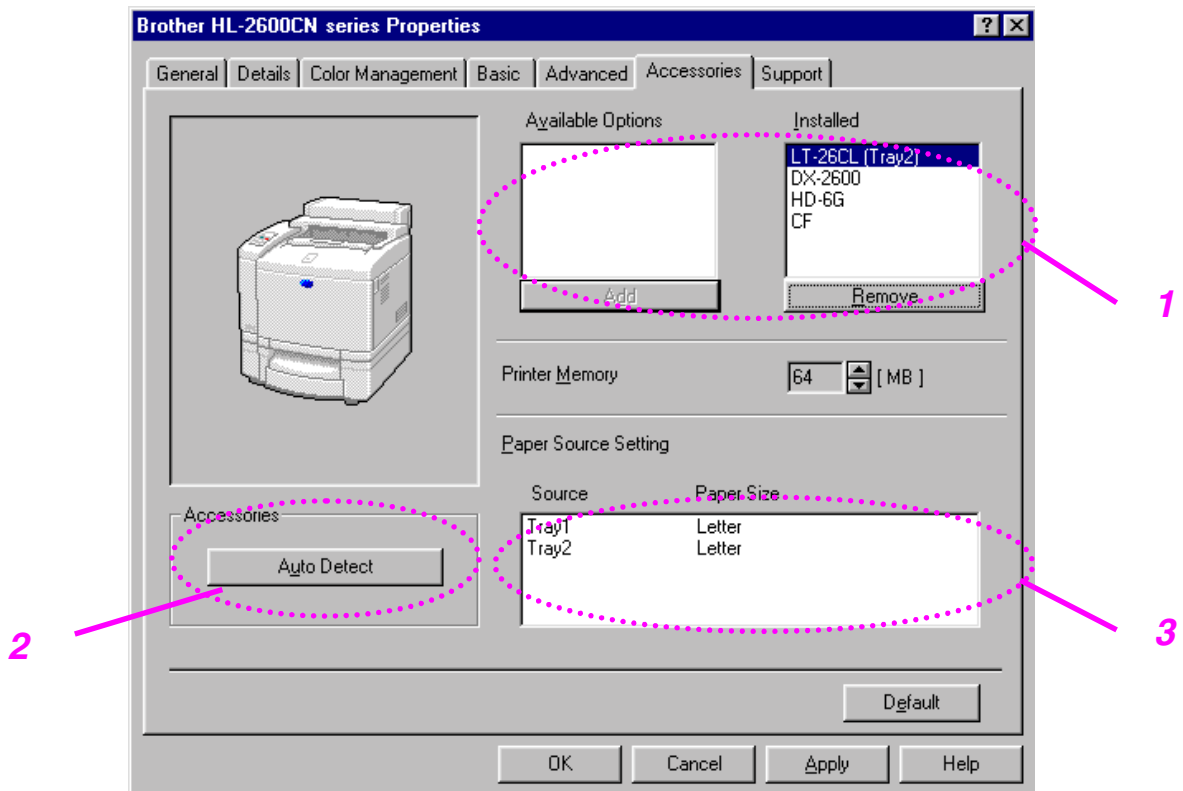 Brother HL-2600CN series Properties
General Details Color Management Basic Advanced Accessories Support
Available Options Installed
LT-26CL (Tray2)
DX-2600
HD-6G
CF
Add Remove
1
Printer Memory 64 [ MB ]
Paper Source Setting
Source Paper Size
Tray1 Letter
Tray2 Letter
3
Accessories
Auto Detect
2
Default
OK Cancel Apply Help